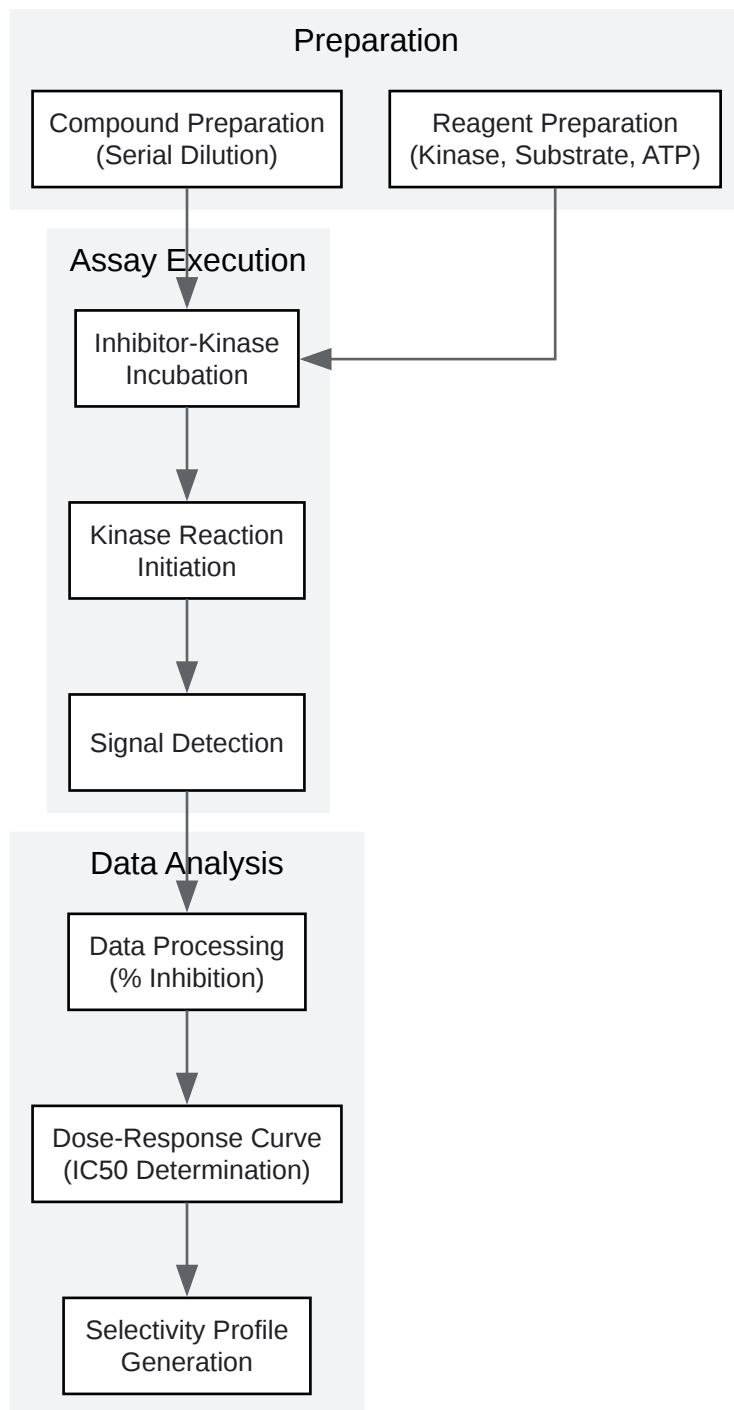 Preparation
Compound Preparation
(Serial Dilution)
Reagent Preparation
(Kinase, Substrate, ATP)
Assay Execution
Inhibitor-Kinase
Incubation
Kinase Reaction
Initiation
Signal Detection
Data Analysis
Data Processing
(% Inhibition)
Dose-Response Curve
(IC50 Determination)
Selectivity Profile
Generation